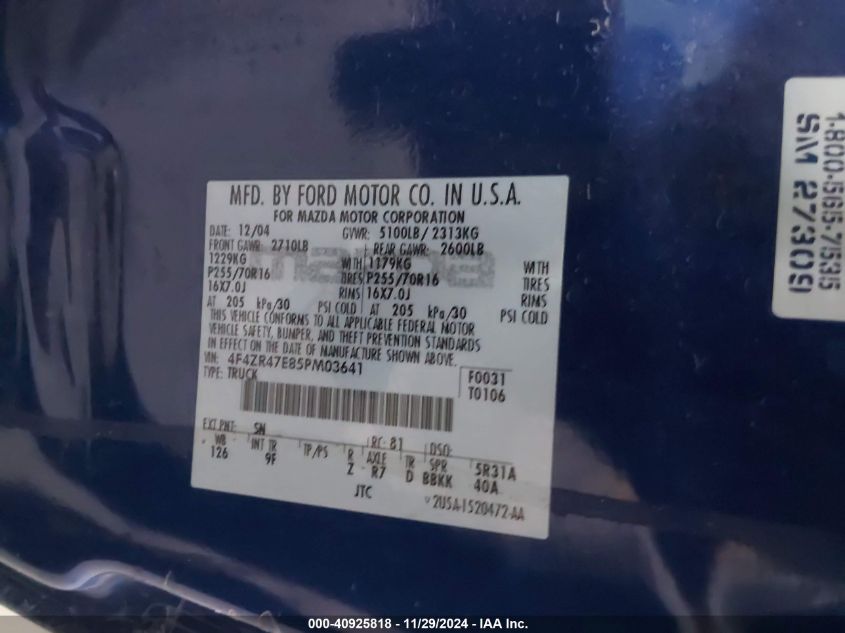 MFD. BY FORD MOTOR CO. IN U.S.A.
FOR MAZDA MOTOR CORPORATION
DATE: 12/04 GVWR: 5100LB/ 2313KG
FRONT GAWR: 2710LB REAR GAWR: 2600LB
1229KG WITH 1179KG WITH
P255/70R16 TIRES P255/70R16 TIRES
16X7.0J RIMS 16X7.0J RIMS
AT 205 kPa/30 PSI COLD AT 205 kPa/30 PSI COLD
THIS VEHICLE CONFORMS TO ALL APPLICABLE FEDERAL MOTOR
VEHICLE SAFETY, BUMPER, AND THEFT PREVENTION STANDARDS
IN EFFECT ON THE DATE OF MANUFACTURE SHOWN ABOVE.
VIN: 4F4ZR47E85PM03641
TYPE: TRUCK
F0031
T0106
EXT PNT: SN RC: 81 DSO:
WB INT TR TP/PS R AXLE TR SPR 5R31A
126 9F Z R7 D BBKK 40A
JTC
V2U5A-1520472-AA
mazdas
1-800-565-7535
SM 27309
000-40925818 - 11/29/2024 - IAA Inc.